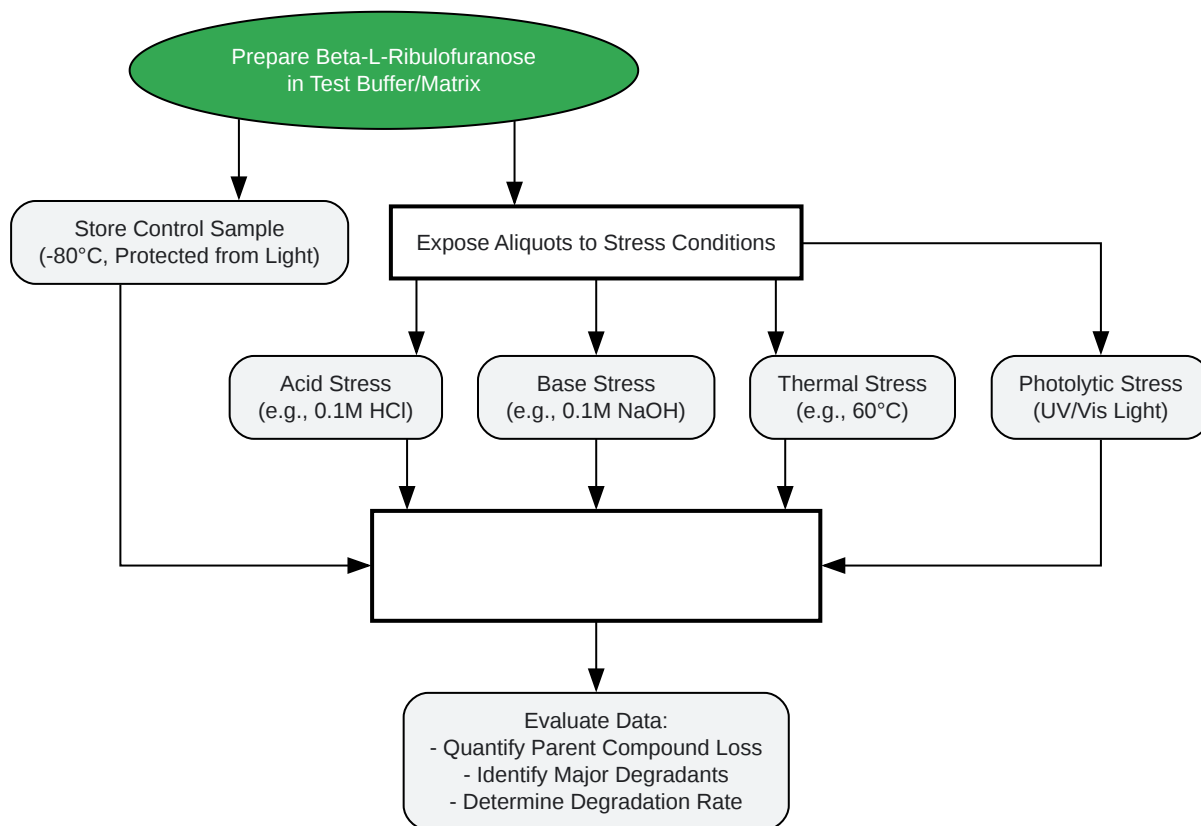 Prepare Beta-L-Ribulofuranose
in Test Buffer/Matrix
Store Control Sample
(-80°C, Protected from Light)
Expose Aliquots to Stress Conditions
Acid Stress
(e.g., 0.1M HCl)
Base Stress
(e.g., 0.1M NaOH)
Thermal Stress
(e.g., 60°C)
Photolytic Stress
(UV/Vis Light)
Evaluate Data:
- Quantify Parent Compound Loss
- Identify Major Degradants
- Determine Degradation Rate